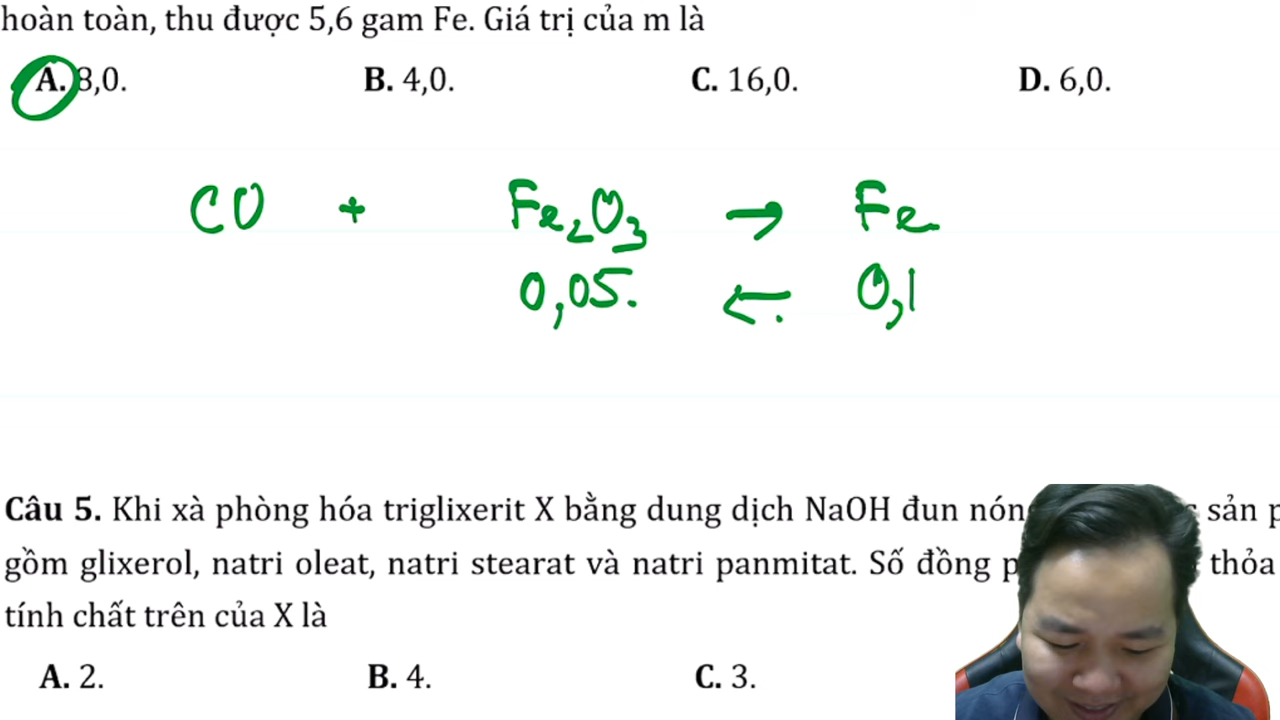 hoàn toàn, thu được 5,6 gam Fe. Giá trị của m là
A. 8,0. B. 4,0. C. 16,0. D. 6,0.
CO + Fe₂O₃ → Fe
0,05. ← 0,1
Câu 5. Khi xà phòng hóa triglixerit X bằng dung dịch NaOH đun sản
gồm glixerol, natri oleat, natri stearat và natri panmitat. Số đồng thỏa
tính chất trên của X là
A. 2. B. 4. C. 3.